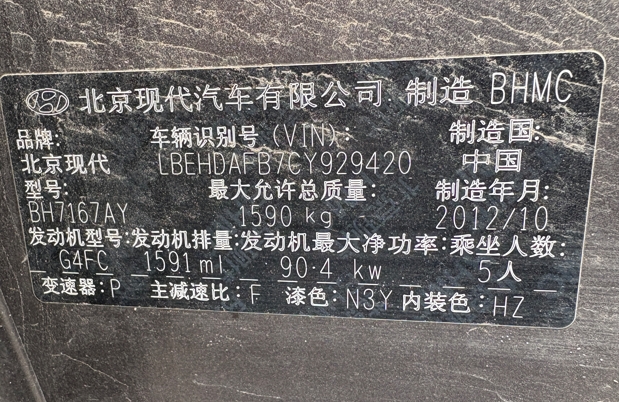 北京现代汽车有限公司 制造 BHMC
品牌: 车辆识别号(VIN): 制造国:
北京现代 LBEHDAFB7CY929420 中国
型号: 最大允许总质量: 制造年月:
BH7167AY 1590 kg 2012/10
发动机型号: 发动机排量: 发动机最大净功率: 乘坐人数:
G4FC 1591 ml 90.4 kw 5人
变速器: P 主减速比: F 漆色: N3Y 内装色: HZ